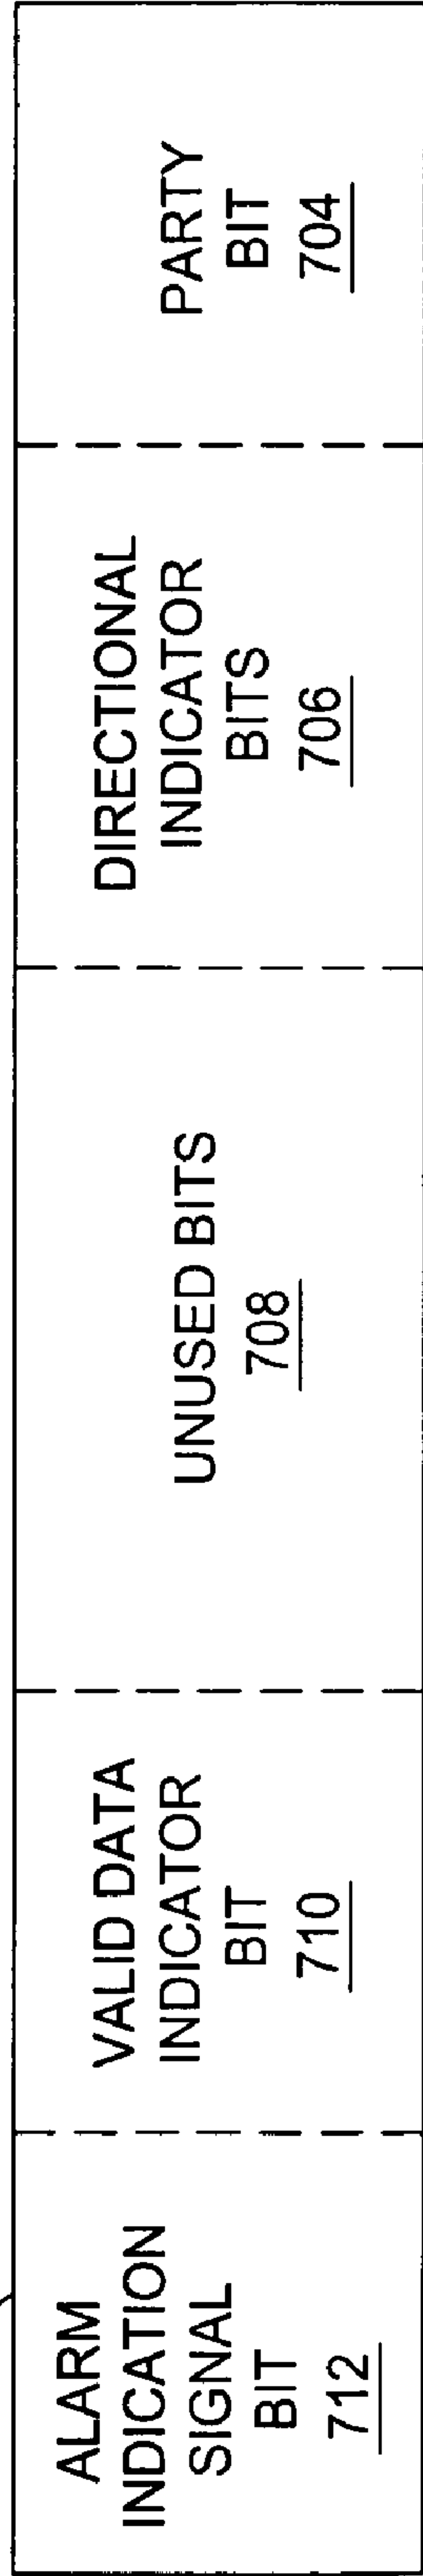 ALARM
INDICATION
SIGNAL
BIT
712
VALID DATA
INDICATOR
BIT
710
UNUSED BITS
708
DIRECTIONAL
INDICATOR
BITS
706
PARTY
BIT
704